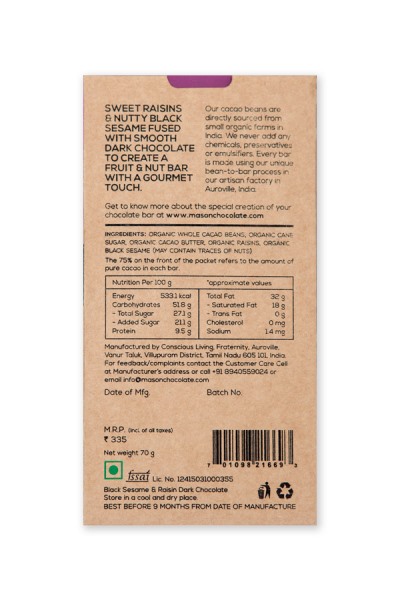 SWEET RAISINS
& NUTTY BLACK
SESAME FUSED
WITH SMOOTH
DARK CHOCOLATE
TO CREATE A
FRUIT & NUT BAR
WITH A GOURMET
TOUCH.
Our cacao beans are
directly sourced from
small organic farms in
India. We never add any
chemicals, preservatives
or emulsifiers. Every bar
is made using our unique
bean-to-bar process in
our artisan factory in
Auroville, India.
Get to know more about the special creation of your
chocolate bar at www.masonchocolate.com
INGREDIENTS: ORGANIC WHOLE CACAO BEANS, ORGANIC CANE
SUGAR, ORGANIC CACAO BUTTER, ORGANIC RAISINS, ORGANIC
BLACK SESAME (MAY CONTAIN TRACES OF NUTS)
The 75% on the front of the packet refers to the amount of
pure cacao in each bar.
Nutrition Per 100 g *approximate values
Energy 533.1 kcal
Carbohydrates 51.8 g
- Total Sugar 27.1 g
- Added Sugar 21.1 g
Protein 9.5 g
Total Fat 32 g
- Saturated Fat 18 g
- Trans Fat 0 g
Cholesterol 0 mg
Sodium 1.4 mg
Manufactured by Conscious Living, Fraternity, Auroville,
Vanur Taluk, Villupuram District, Tamil Nadu 605 101, India.
For feedback/complaints contact the Customer Care Cell
at Manufacturer's address or call +91 8940559024 or
email info@masonchocolate.com
Date of Mfg. Batch No.
M.R.P. (Inc. of all taxes)
₹ 335
Net weight 70 g
7 01098 21669 3
fssai Lic. No. 12415031000355
Black Sesame & Raisin Dark Chocolate
Store in a cool and dry place.
BEST BEFORE 9 MONTHS FROM DATE OF MANUFACTURE